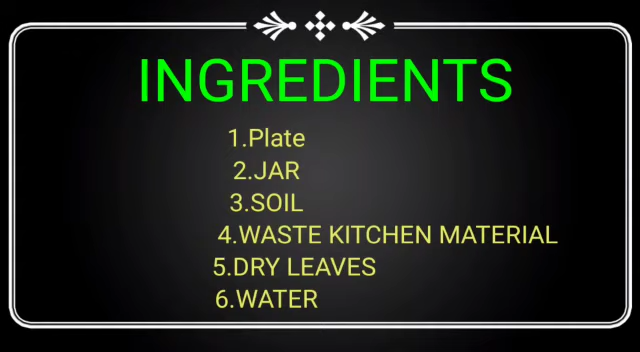 INGREDIENTS
1.Plate
2.JAR
3.SOIL
4.WASTE KITCHEN MATERIAL
5.DRY LEAVES
6.WATER